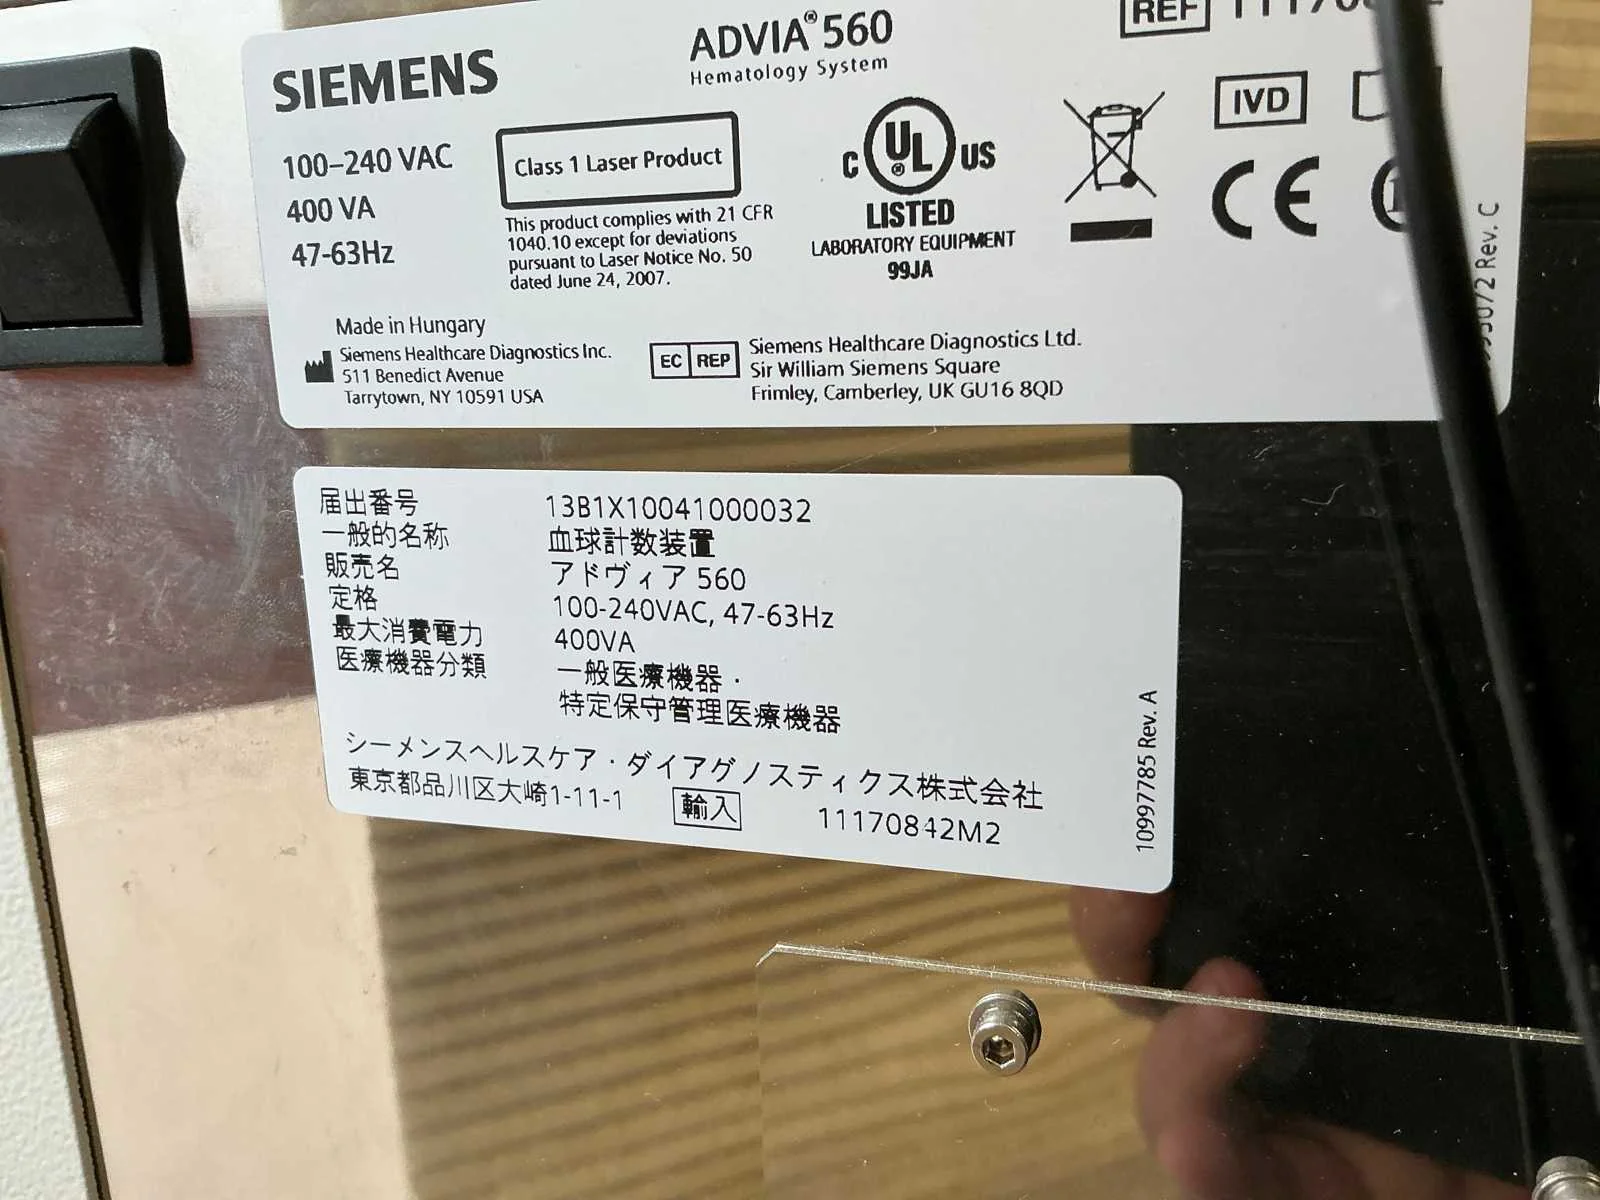 SIEMENS
ADVIA® 560
Hematology System
REF
100–240 VAC
400 VA
47-63Hz
Class 1 Laser Product
This product complies with 21 CFR
1040.10 except for deviations
pursuant to Laser Notice No. 50
dated June 24, 2007.
C UL ® US
LISTED
LABORATORY EQUIPMENT
99JA
IVD
CE
Rev. C
Made in Hungary
Siemens Healthcare Diagnostics Inc.
511 Benedict Avenue
Tarrytown, NY 10591 USA
EC REP
Siemens Healthcare Diagnostics Ltd.
Sir William Siemens Square
Frimley, Camberley, UK GU16 8QD
届出番号 13B1X10041000032
一般的名称 血球計数装置
販売名 アドヴィア 560
定格 100-240VAC, 47-63Hz
最大消費電力 400VA
医療機器分類 一般医療機器・
特定保守管理医療機器
シーメンスヘルスケア・ダイアグノスティクス株式会社
東京都品川区大崎1-11-1 輸入 11170842M2
10997785 Rev. A